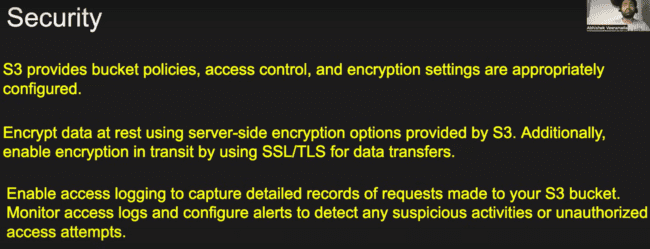 Security
S3 provides bucket policies, access control, and encryption settings are appropriately
configured.
Encrypt data at rest using server-side encryption options provided by S3. Additionally,
enable encryption in transit by using SSL/TLS for data transfers.
Enable access logging to capture detailed records of requests made to your S3 bucket.
Monitor access logs and configure alerts to detect any suspicious activities or unauthorized
access attempts.